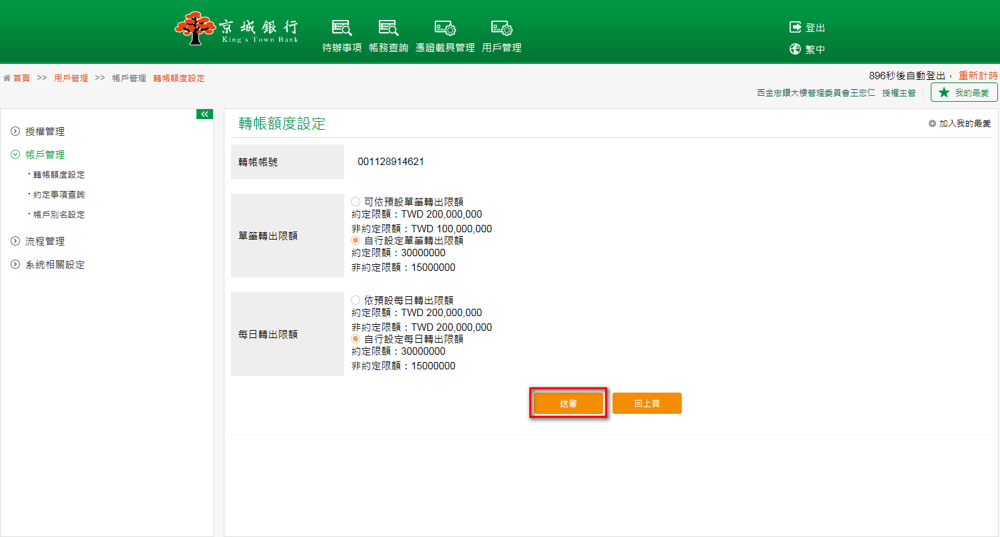 京城銀行
King's Town Bank
待辦事項
帳務查詢
憑證載具管理
用戶管理
登出
繁中
首頁 >> 用戶管理 >> 帳戶管理 轉帳額度設定
896秒後自動登出， 重新計時
西金忠鑽大樓管理委員會王宏仁 授權主管
我的最愛
授權管理
帳戶管理
‧轉帳額度設定
‧約定事項查詢
‧帳戶別名設定
流程管理
系統相關設定
轉帳額度設定
加入我的最愛
轉帳帳號
001128914621
單筆轉出限額
可依預設單筆轉出限額
約定限額：TWD 200,000,000
非約定限額：TWD 100,000,000
自行設定單筆轉出限額
約定限額：30000000
非約定限額：15000000
每日轉出限額
依預設每日轉出限額
約定限額：TWD 200,000,000
非約定限額：TWD 200,000,000
自行設定每日轉出限額
約定限額：30000000
非約定限額：15000000
送審
回上頁